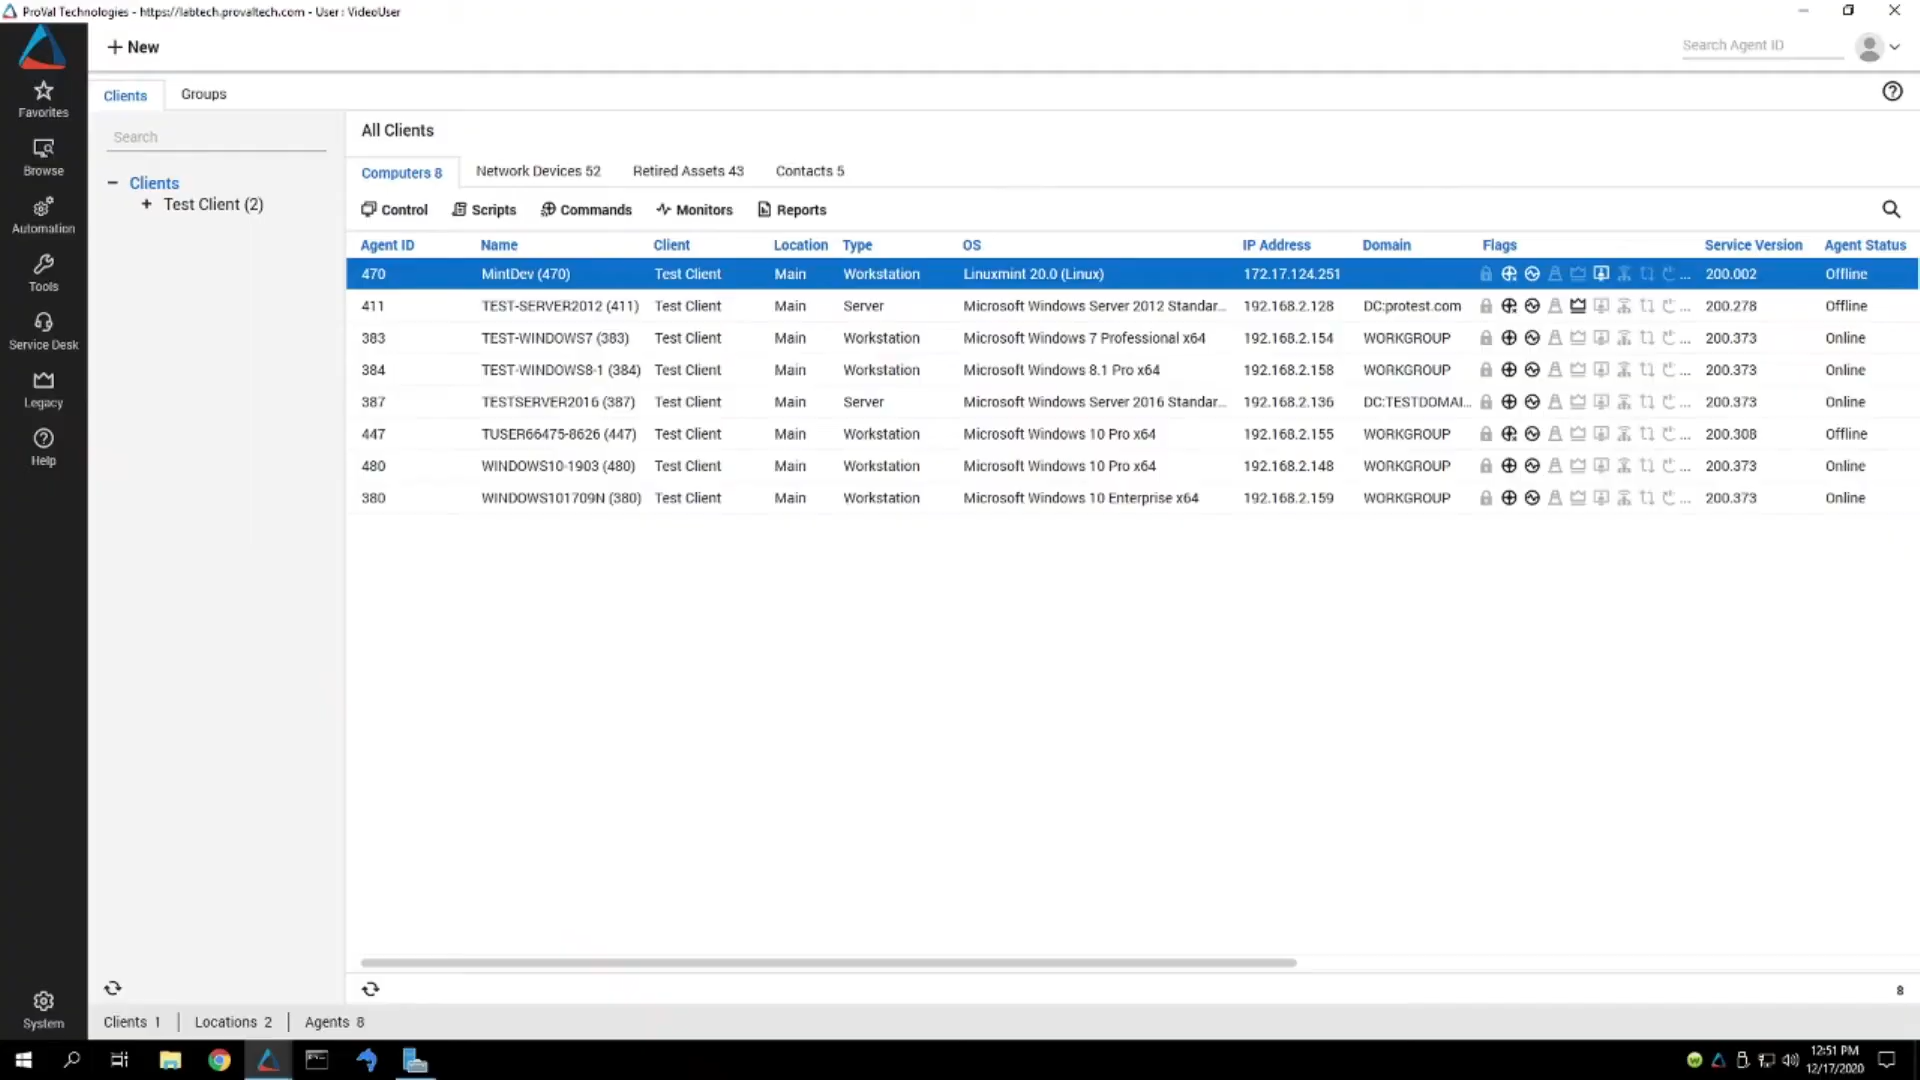 ProVal Technologies - https://labtech.provaltech.com - User: VideoUser
+ New
Search Agent ID
Favorites
Browse
Automation
Tools
Service Desk
Legacy
Help
System
Clients Groups
Search
Clients
Test Client (2)
All Clients
Computers 8 Network Devices 52 Retired Assets 43 Contacts 5
Control Scripts Commands Monitors Reports
Agent ID Name Client Location Type OS IP Address Domain Flags Service Version Agent Status
470 MintDev (470) Test Client Main Workstation Linuxmint 20.0 (Linux) 172.17.124.251 ... 200.002 Offline
411 TEST-SERVER2012 (411) Test Client Main Server Microsoft Windows Server 2012 Standar... 192.168.2.128 DC:protest.com ... 200.278 Offline
383 TEST-WINDOWS7 (383) Test Client Main Workstation Microsoft Windows 7 Professional x64 192.168.2.154 WORKGROUP ... 200.373 Online
384 TEST-WINDOWS8-1 (384) Test Client Main Workstation Microsoft Windows 8.1 Pro x64 192.168.2.158 WORKGROUP ... 200.373 Online
387 TESTSERVER2016 (387) Test Client Main Server Microsoft Windows Server 2016 Standar... 192.168.2.136 DC:TESTDOMAI... ... 200.373 Online
447 TUSER66475-8626 (447) Test Client Main Workstation Microsoft Windows 10 Pro x64 192.168.2.155 WORKGROUP ... 200.308 Offline
480 WINDOWS10-1903 (480) Test Client Main Workstation Microsoft Windows 10 Pro x64 192.168.2.148 WORKGROUP ... 200.373 Online
380 WINDOWS101709N (380) Test Client Main Workstation Microsoft Windows 10 Enterprise x64 192.168.2.159 WORKGROUP ... 200.373 Online
8
Clients 1 Locations 2 Agents 8
12:51 PM
12/17/2020